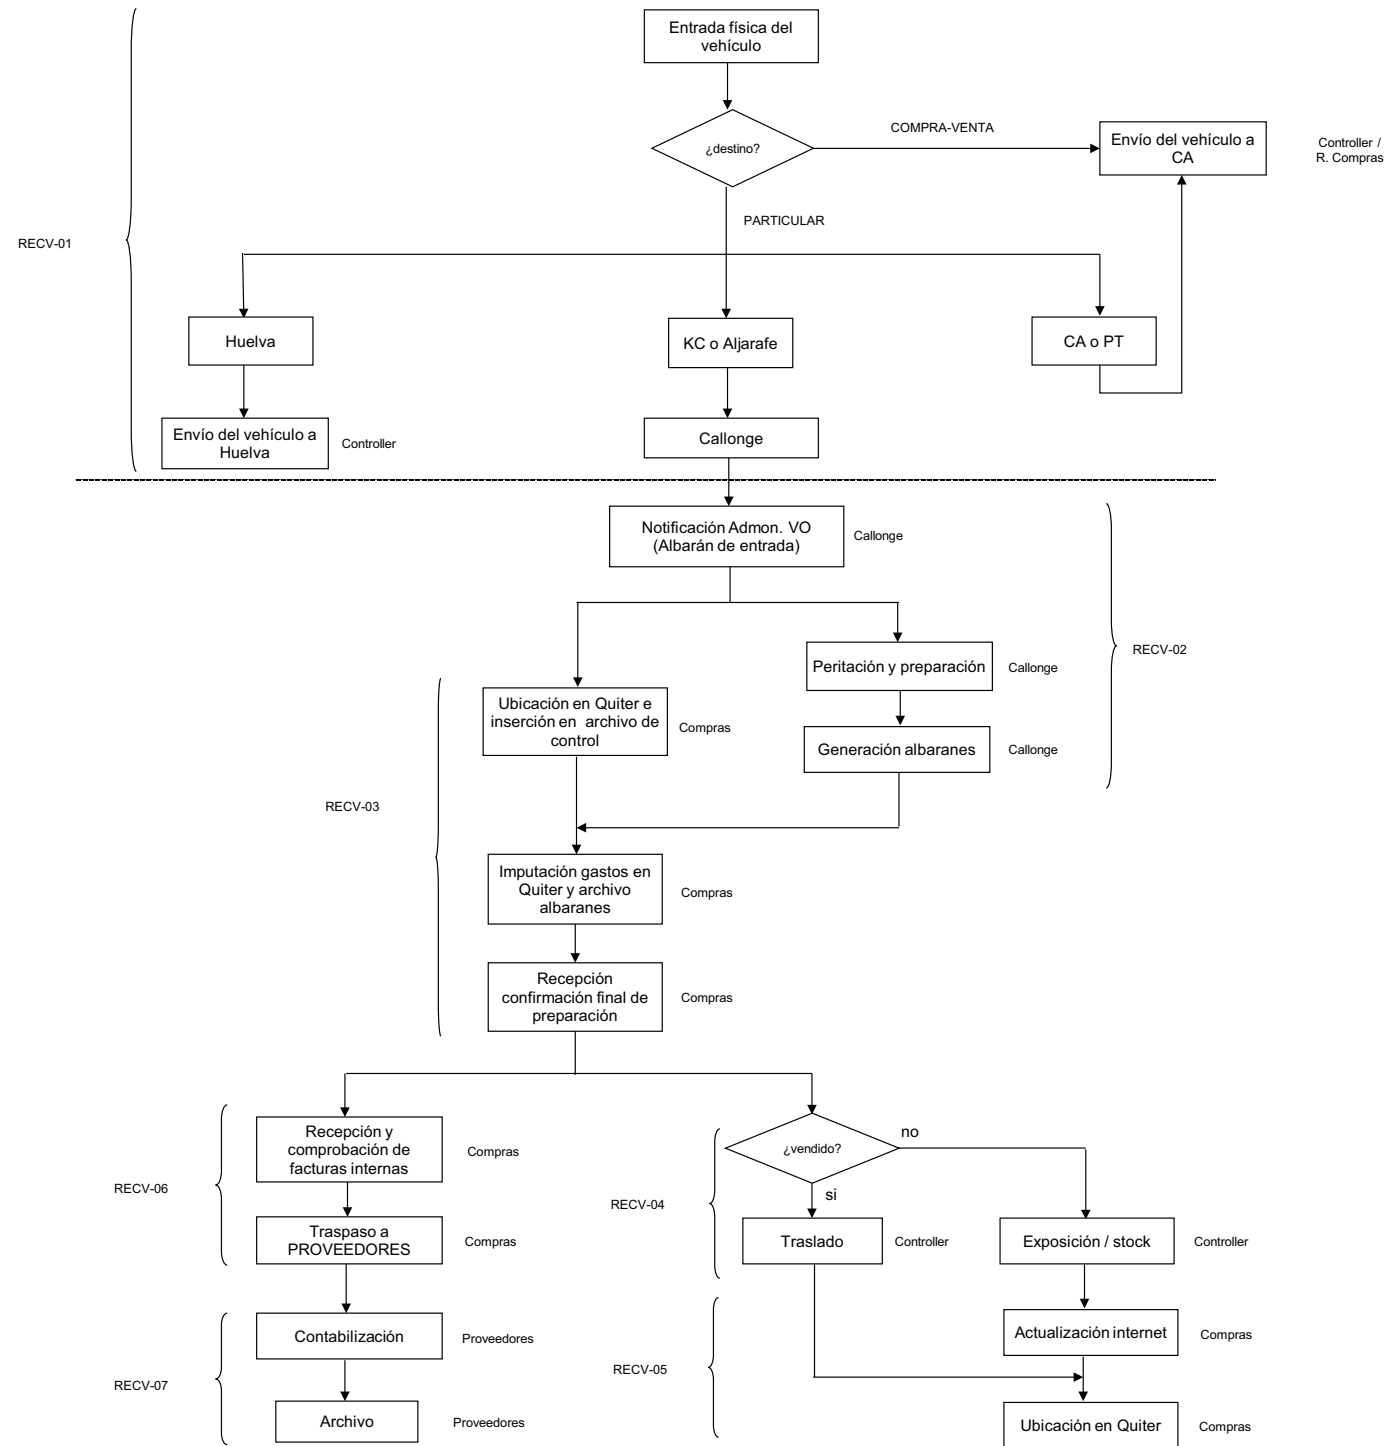 Entrada física del
vehículo
¿destino?
COMPRA-VENTA
Envío del vehículo a
CA
Controller /
R. Compras
PARTICULAR
RECV-01
Huelva
KC o Aljarafe
CA o PT
Envío del vehículo a
Huelva
Controller
Callonge
Notificación Admon. VO
(Albarán de entrada)
Callonge
Peritación y preparación
Callonge
RECV-02
Ubicación en Quiter e
inserción en archivo de
control
Compras
Generación albaranes
Callonge
RECV-03
Imputación gastos en
Quiter y archivo
albaranes
Compras
Recepción
confirmación final de
preparación
Compras
Recepción y
comprobación de
facturas internas
Compras
RECV-06
¿vendido?
no
si
RECV-04
Traspaso a
PROVEEDORES
Compras
Traslado
Controller
Exposición / stock
Controller
Contabilización
Proveedores
Actualización internet
Compras
RECV-05
RECV-07
Archivo
Proveedores
Ubicación en Quiter
Compras